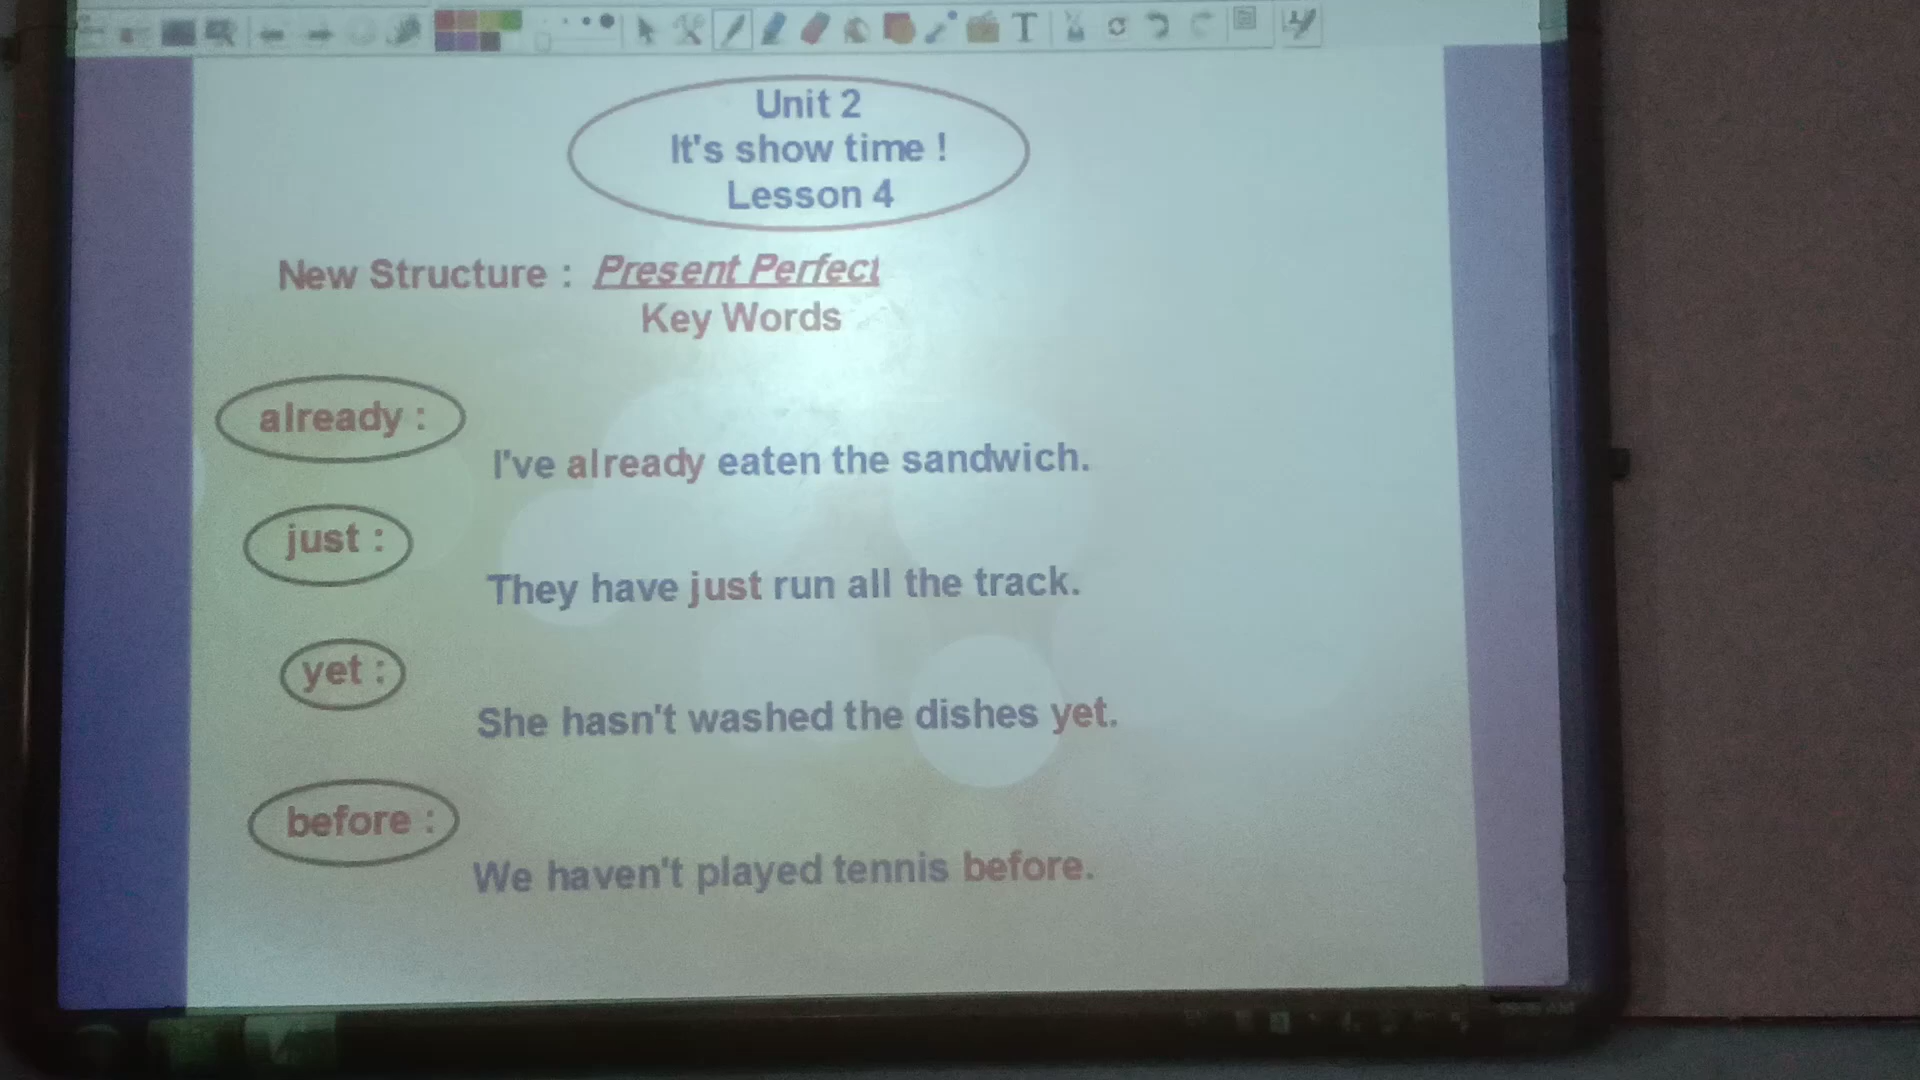 Unit 2
It's show time !
Lesson 4
New Structure : Present Perfect
Key Words
already :
I've already eaten the sandwich.
just :
They have just run all the track.
yet :
She hasn't washed the dishes yet.
before :
We haven't played tennis before.